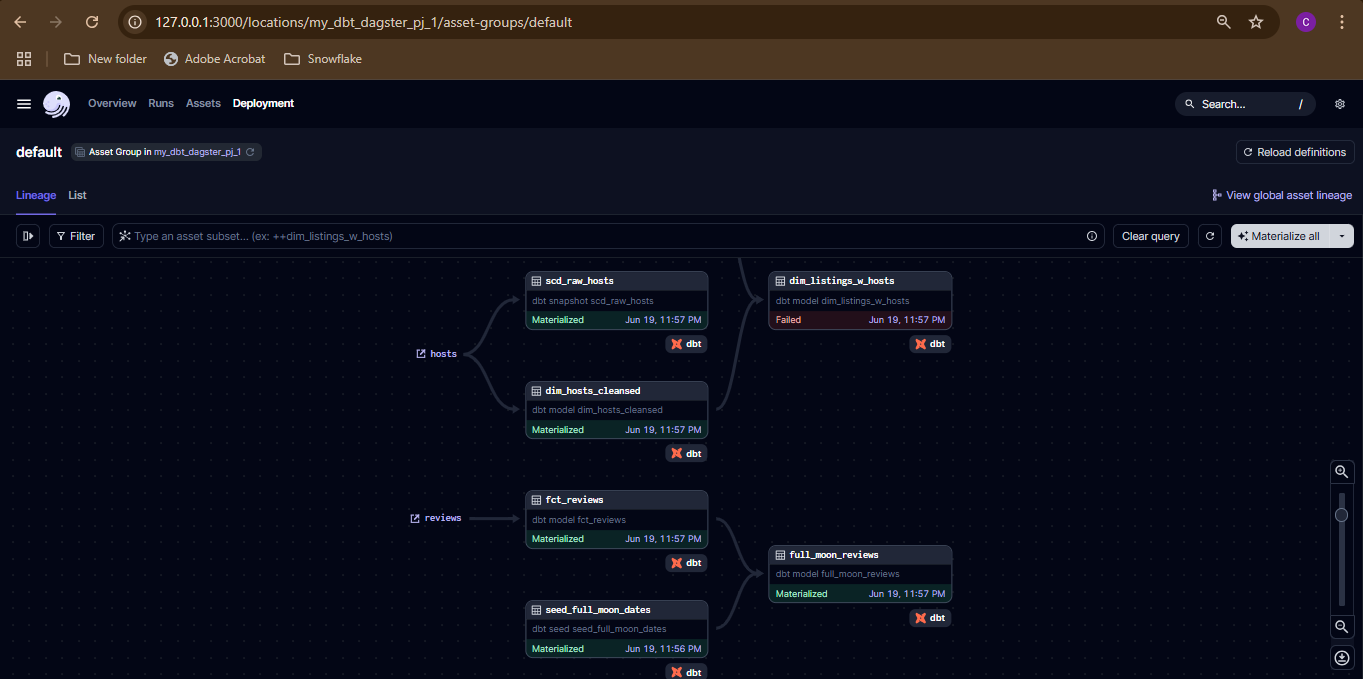 127.0.0.1:3000/locations/my_dbt_dagster_pj_1/asset-groups/default
C
New folder
Adobe Acrobat
Snowflake
Overview
Runs
Assets
Deployment
Search...
/
default
Asset Group in my_dbt_dagster_pj_1
Reload definitions
Lineage
List
View global asset lineage
Filter
Type an asset subset... (ex: ++dim_listings_w_hosts)
Clear query
Materialize all
scd_raw_hosts
dbt snapshot scd_raw_hosts
Materialized Jun 19, 11:57 PM
dbt
dim_listings_w_hosts
dbt model dim_listings_w_hosts
Failed Jun 19, 11:57 PM
dbt
hosts
dim_hosts_cleansed
dbt model dim_hosts_cleansed
Materialized Jun 19, 11:57 PM
dbt
reviews
fct_reviews
dbt model fct_reviews
Materialized Jun 19, 11:57 PM
dbt
full_moon_reviews
dbt model full_moon_reviews
Materialized Jun 19, 11:57 PM
dbt
seed_full_moon_dates
dbt seed seed_full_moon_dates
Materialized Jun 19, 11:56 PM
dbt